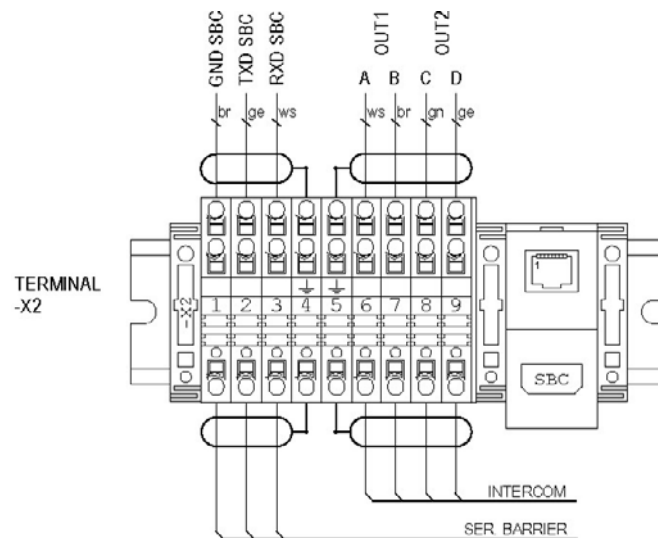 GND SBC
TXD SBC
RXD SBC
OUT1
OUT2
A B C D
br ge ws ws br gn ge
TERMINAL
-X2
-X2
1 2 3 4 5 6 7 8 9
1
SBC
INTERCOM
SER. BARRIER